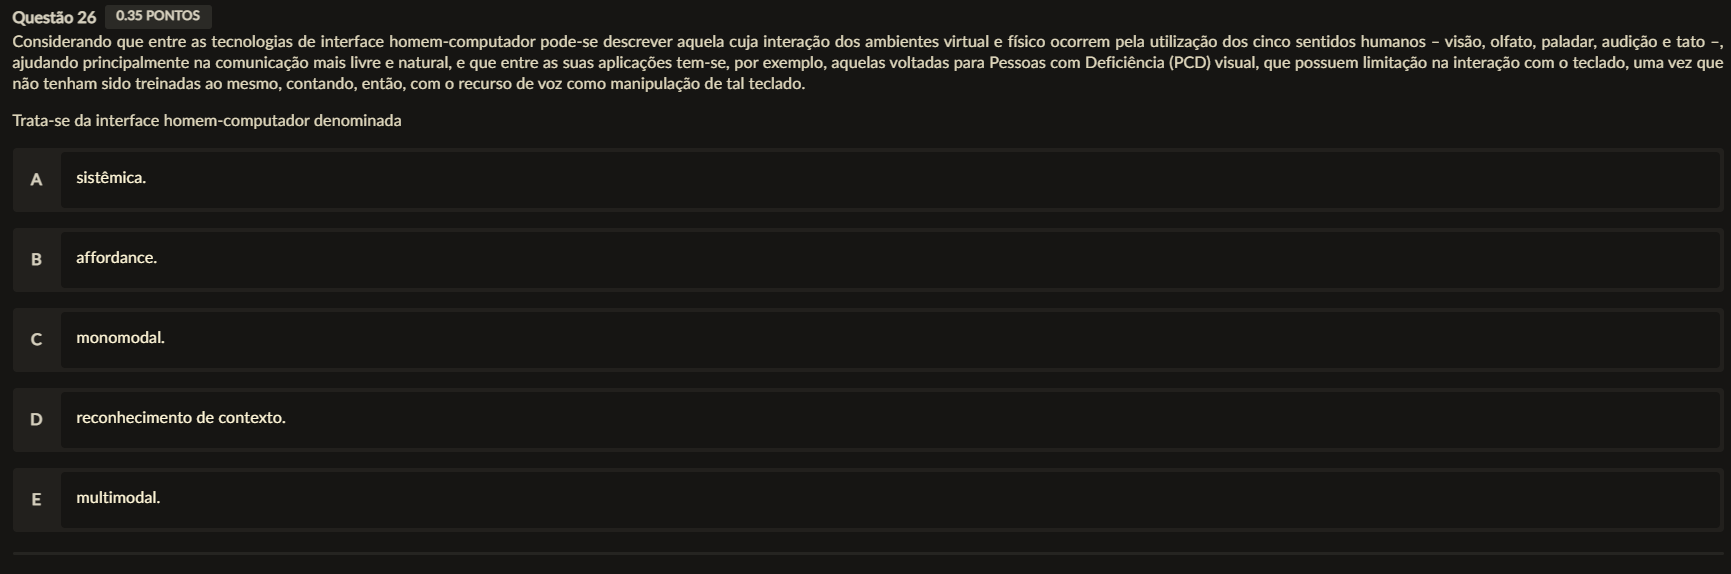 Questão 26 0.35 PONTOS
Considerando que entre as tecnologias de interface homem-computador pode-se descrever aquela cuja interação dos ambientes virtual e físico ocorrem pela utilização dos cinco sentidos humanos – visão, olfato, paladar, audição e tato –,
ajudando principalmente na comunicação mais livre e natural, e que entre as suas aplicações tem-se, por exemplo, aquelas voltadas para Pessoas com Deficiência (PCD) visual, que possuem limitação na interação com o teclado, uma vez que
não tenham sido treinadas ao mesmo, contando, então, com o recurso de voz como manipulação de tal teclado.
Trata-se da interface homem-computador denominada
A sistêmica.
B affordance.
C monomodal.
D reconhecimento de contexto.
E multimodal.